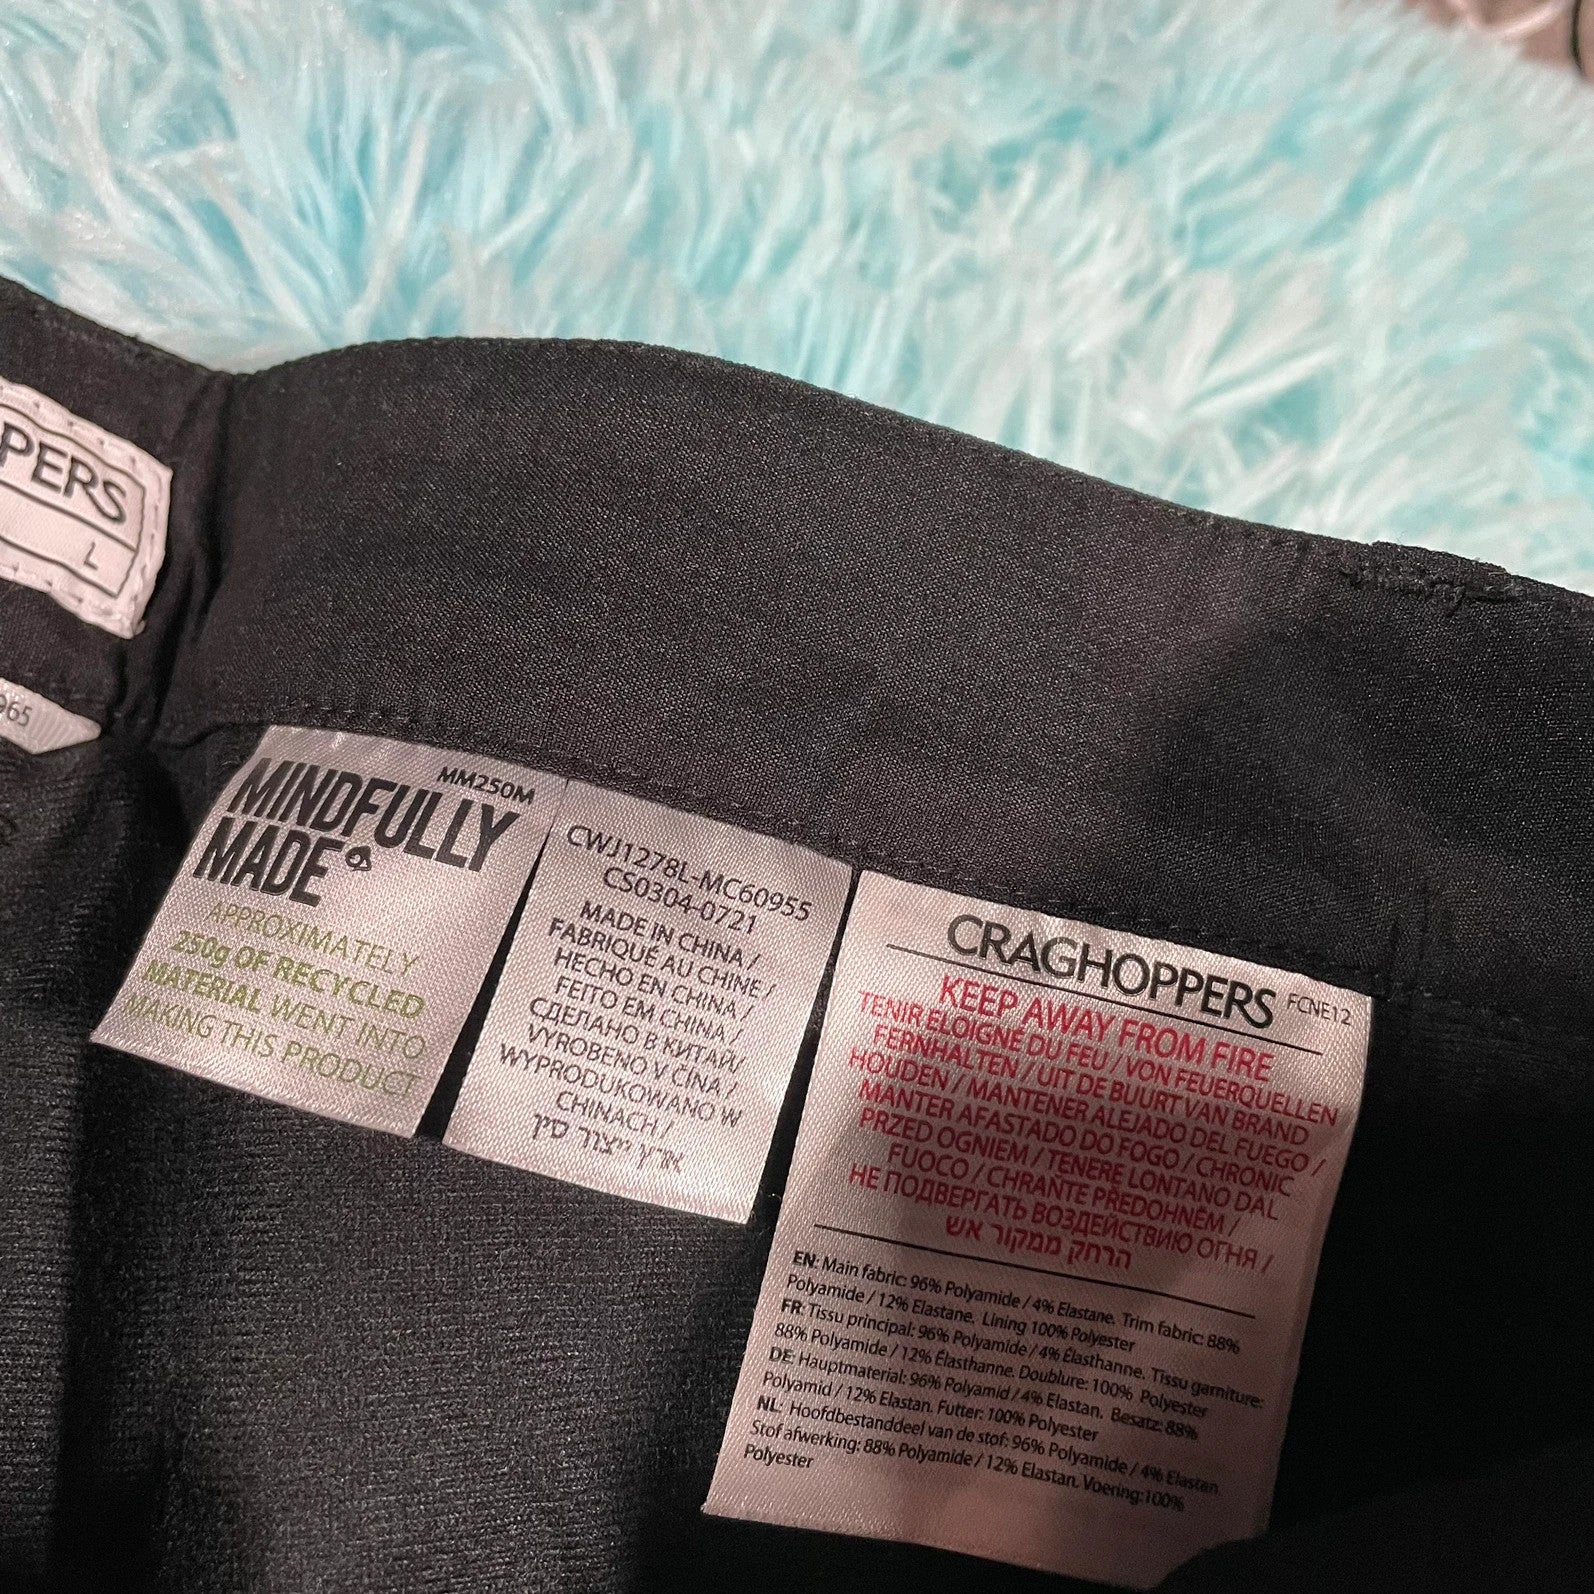 PPERS
L
965
MM250M
MINDFULLY
MADE
APPROXIMATELY
250g OF RECYCLED
MATERIAL WENT INTO
MAKING THIS PRODUCT
CWJ1278L-MC60955
CS0304-0721
MADE IN CHINA /
FABRIQUÉ AU CHINE /
HECHO EN CHINA /
FEITO EM CHINA /
СДЕЛАНО В КИТАЙ/
VYROBENO V ČINA /
WYPRODUKOWANO W
CHINACH /
ארץ ייצור סין
CRAGHOPPERS FCNE12
KEEP AWAY FROM FIRE
TENIR ELOIGNÉ DU FEU / VON FEUERQUELLEN
FERNHALTEN / UIT DE BUURT VAN BRAND
HOUDEN / MANTENER ALEJADO DEL FUEGO /
MANTER AFASTADO DO FOGO / CHRONIC
PRZED OGNIEM / TENERE LONTANO DAL
FUOCO / CHRAŇTE PŘEDOHNĚM /
НЕ ПОДВЕРГАТЬ ВОЗДЕЙСТВИЮ ОГНЯ /
הרחק ממקור אש
EN: Main fabric: 96% Polyamide / 4% Elastane. Trim fabric: 88%
Polyamide / 12% Elastane. Lining 100% Polyester
FR: Tissu principal: 96% Polyamide / 4% Élasthanne. Tissu garniture:
88% Polyamide / 12% Élasthanne. Doublure: 100% Polyester
DE: Hauptmaterial: 96% Polyamid / 4% Elastan. Besatz: 88%
Polyamid / 12% Elastan. Futter: 100% Polyester
NL: Hoofdbestanddeel van de stof: 96% Polyamide / 4% Elastan
Stof afwerking: 88% Polyamide / 12% Elastan. Voering:100%
Polyester